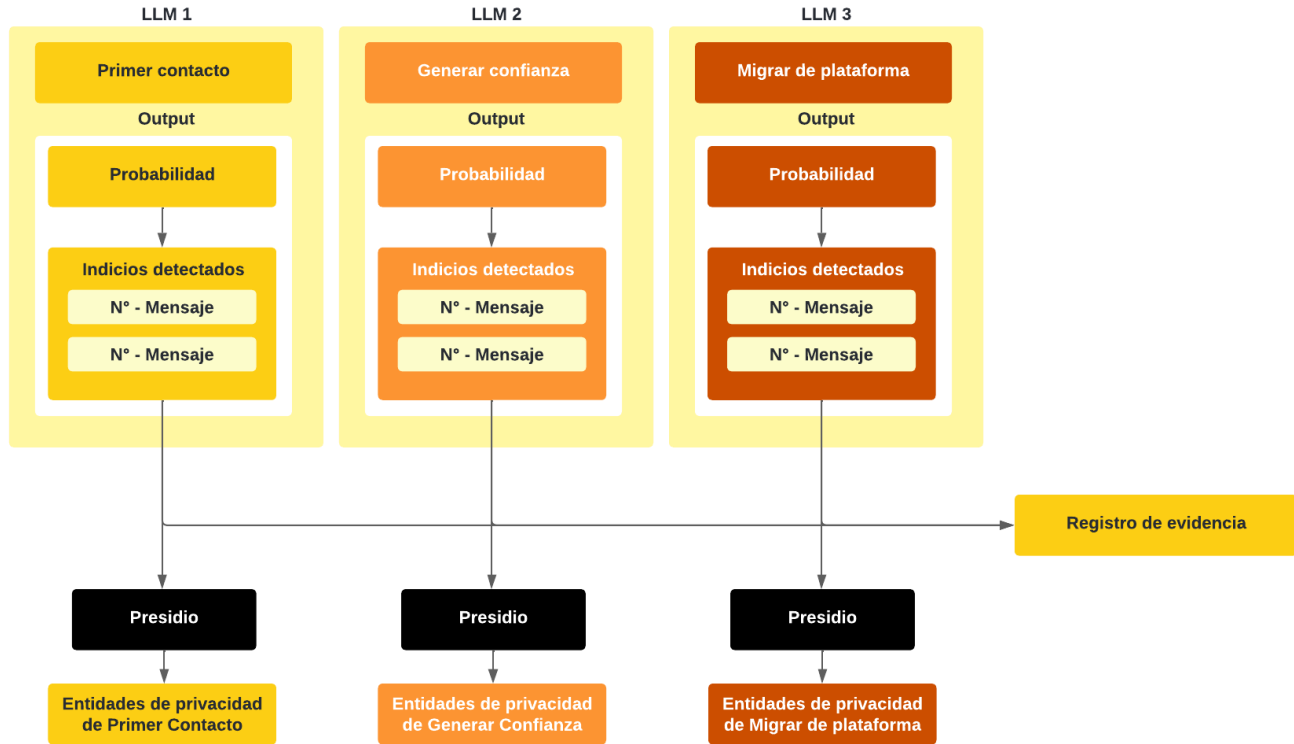 LLM 1
LLM 2
LLM 3
Primer contacto
Generar confianza
Migrar de plataforma
Output
Output
Output
Probabilidad
Probabilidad
Probabilidad
Indicios detectados
Indicios detectados
Indicios detectados
N° - Mensaje
N° - Mensaje
N° - Mensaje
N° - Mensaje
N° - Mensaje
N° - Mensaje
Registro de evidencia
Presidio
Presidio
Presidio
Entidades de privacidad
de Primer Contacto
Entidades de privacidad
de Generar Confianza
Entidades de privacidad
de Migrar de plataforma